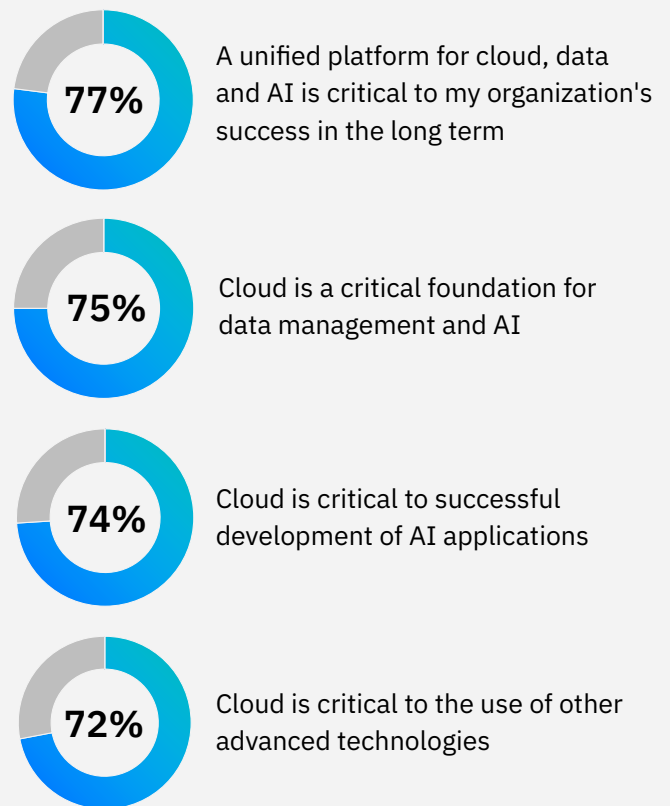 77%
A unified platform for cloud, data
and AI is critical to my organization's
success in the long term
75%
Cloud is a critical foundation for
data management and AI
74%
Cloud is critical to successful
development of AI applications
72%
Cloud is critical to the use of other
advanced technologies